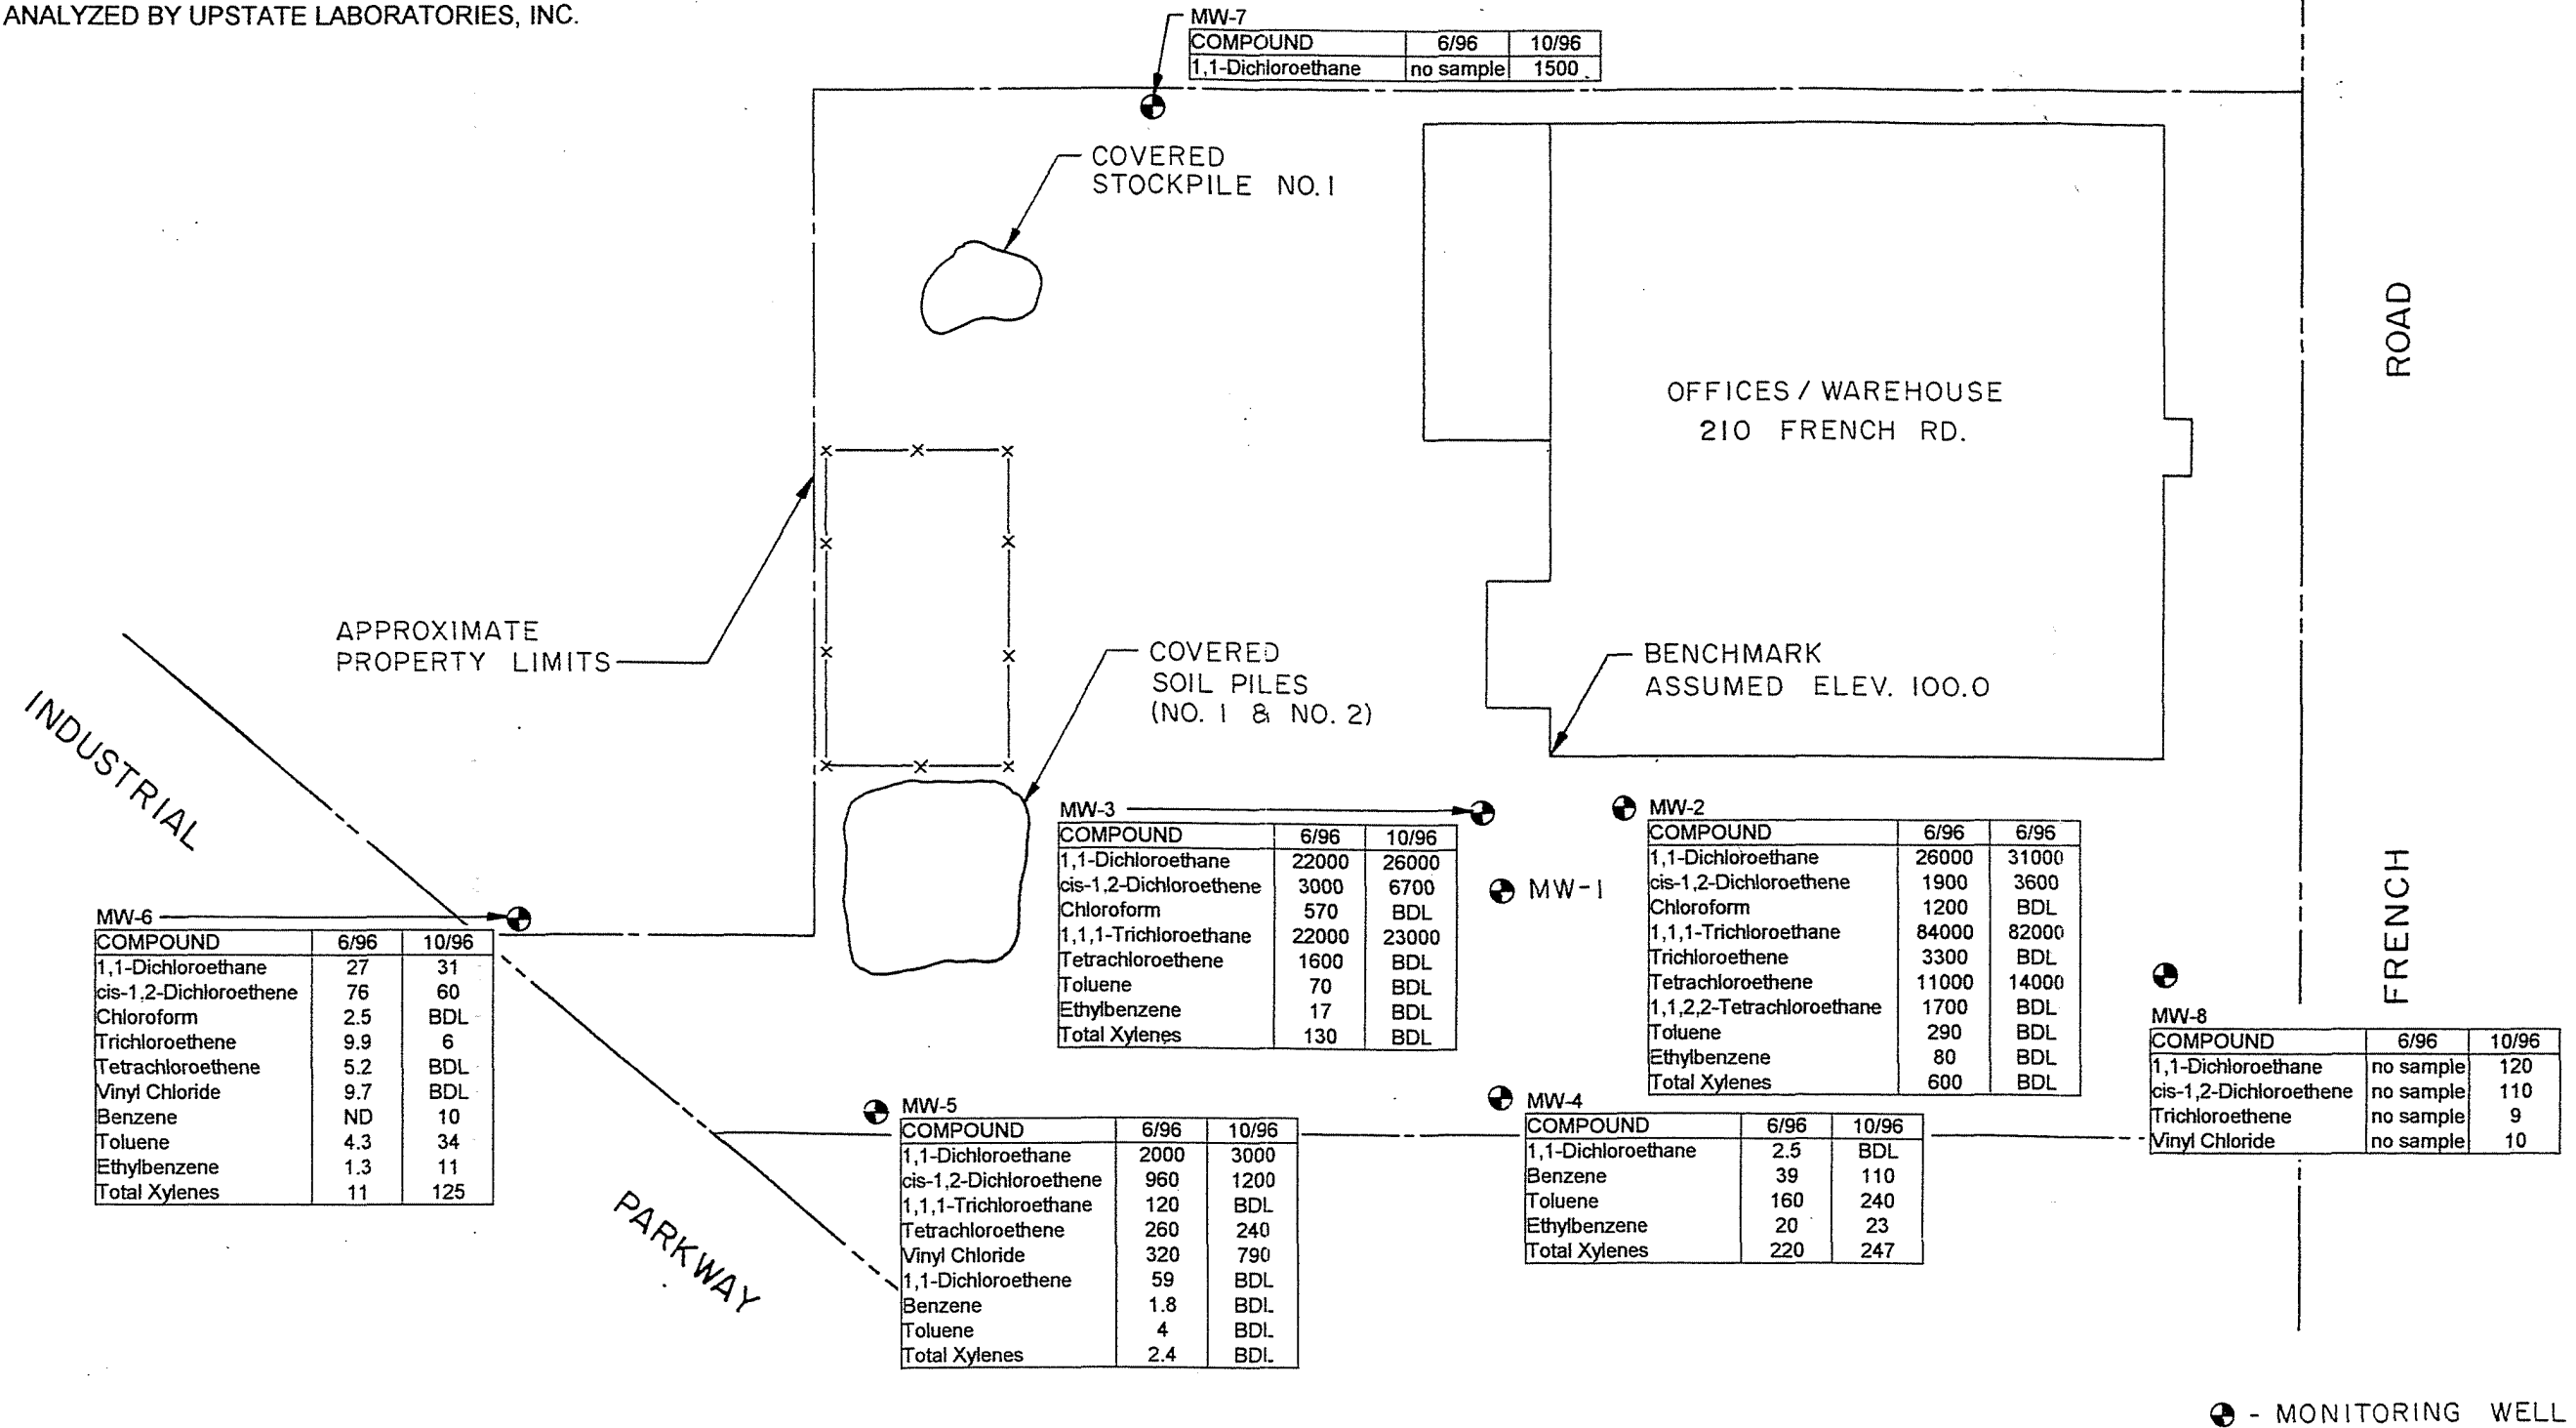 ANALYZED BY UPSTATE LABORATORIES, INC.
MW-7
COMPOUND 6/96 10/96
1,1-Dichloroethane no sample 1500
COVERED
STOCKPILE NO. 1
OFFICES / WAREHOUSE
210 FRENCH RD.
ROAD
FRENCH
APPROXIMATE
PROPERTY LIMITS
COVERED
SOIL PILES
(NO. 1 & NO. 2)
BENCHMARK
ASSUMED ELEV. 100.0
INDUSTRIAL
PARKWAY
MW-3
COMPOUND 6/96 10/96
1,1-Dichloroethane 22000 26000
cis-1,2-Dichloroethene 3000 6700
Chloroform 570 BDL
1,1,1-Trichloroethane 22000 23000
Tetrachloroethene 1600 BDL
Toluene 70 BDL
Ethylbenzene 17 BDL
Total Xylenes 130 BDL
MW-1
MW-2
COMPOUND 6/96 6/96
1,1-Dichloroethane 26000 31000
cis-1,2-Dichloroethene 1900 3600
Chloroform 1200 BDL
1,1,1-Trichloroethane 84000 82000
Trichloroethene 3300 BDL
Tetrachloroethene 11000 14000
1,1,2,2-Tetrachloroethane 1700 BDL
Toluene 290 BDL
Ethylbenzene 80 BDL
Total Xylenes 600 BDL
MW-6
COMPOUND 6/96 10/96
1,1-Dichloroethane 27 31
cis-1,2-Dichloroethene 76 60
Chloroform 2.5 BDL
Trichloroethene 9.9 6
Tetrachloroethene 5.2 BDL
Vinyl Chloride 9.7 BDL
Benzene ND 10
Toluene 4.3 34
Ethylbenzene 1.3 11
Total Xylenes 11 125
MW-8
COMPOUND 6/96 10/96
1,1-Dichloroethane no sample 120
cis-1,2-Dichloroethene no sample 110
Trichloroethene no sample 9
Vinyl Chloride no sample 10
MW-5
COMPOUND 6/96 10/96
1,1-Dichloroethane 2000 3000
cis-1,2-Dichloroethene 960 1200
1,1,1-Trichloroethane 120 BDL
Tetrachloroethene 260 240
Vinyl Chloride 320 790
1,1-Dichloroethene 59 BDL
Benzene 1.8 BDL
Toluene 4 BDL
Total Xylenes 2.4 BDL
MW-4
COMPOUND 6/96 10/96
1,1-Dichloroethane 2.5 BDL
Benzene 39 110
Toluene 160 240
Ethylbenzene 20 23
Total Xylenes 220 247
- MONITORING WELL